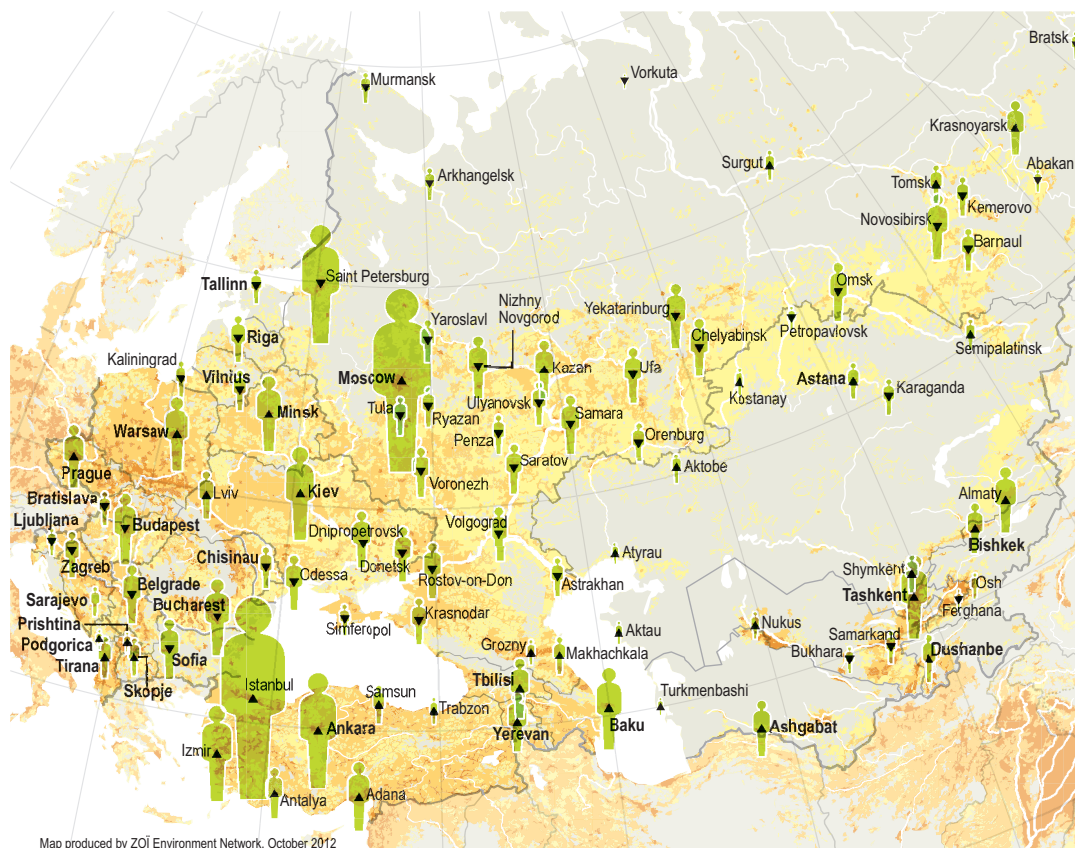 Bratsk
Murmansk
Vorkuta
Krasnoyarsk
Surgut
Abakan
Arkhangelsk
Tomsk
Kemerovo
Novosibirsk
Barnaul
Saint Petersburg
Tallinn
Omsk
Nizhny
Novgorod
Yekatarinburg
Yaroslavl
Petropavlovsk
Chelyabinsk
Riga
Semipalatinsk
Kaliningrad
Vilnius
Moscow
Kazan
Ufa
Astana
Kostanay
Karaganda
Minsk
Tula
Ryazan
Ulyanovsk
Samara
Warsaw
Penza
Orenburg
Prague
Saratov
Aktobe
Voronezh
Lviv
Kiev
Almaty
Bratislava
Ljubljana
Budapest
Dnipropetrovsk
Volgograd
Bishkek
Zagreb
Chisinau
Donetsk
Atyrau
Odessa
Rostov-on-Don
Astrakhan
Shymkent
Osh
Belgrade
Tashkent
Sarajevo
Bucharest
Ferghana
Prishtina
Simferopol
Krasnodar
Nukus
Aktau
Podgorica
Samarkand
Grozny
Makhachkala
Bukhara
Dushanbe
Tirana
Sofia
Tbilisi
Skopje
Istanbul
Samsun
Turkmenbashi
Trabzon
Ankara
Yerevan
Baku
Ashgabat
Izmir
Antalya
Adana
Map produced by ZOÏ Environment Network, October 2012